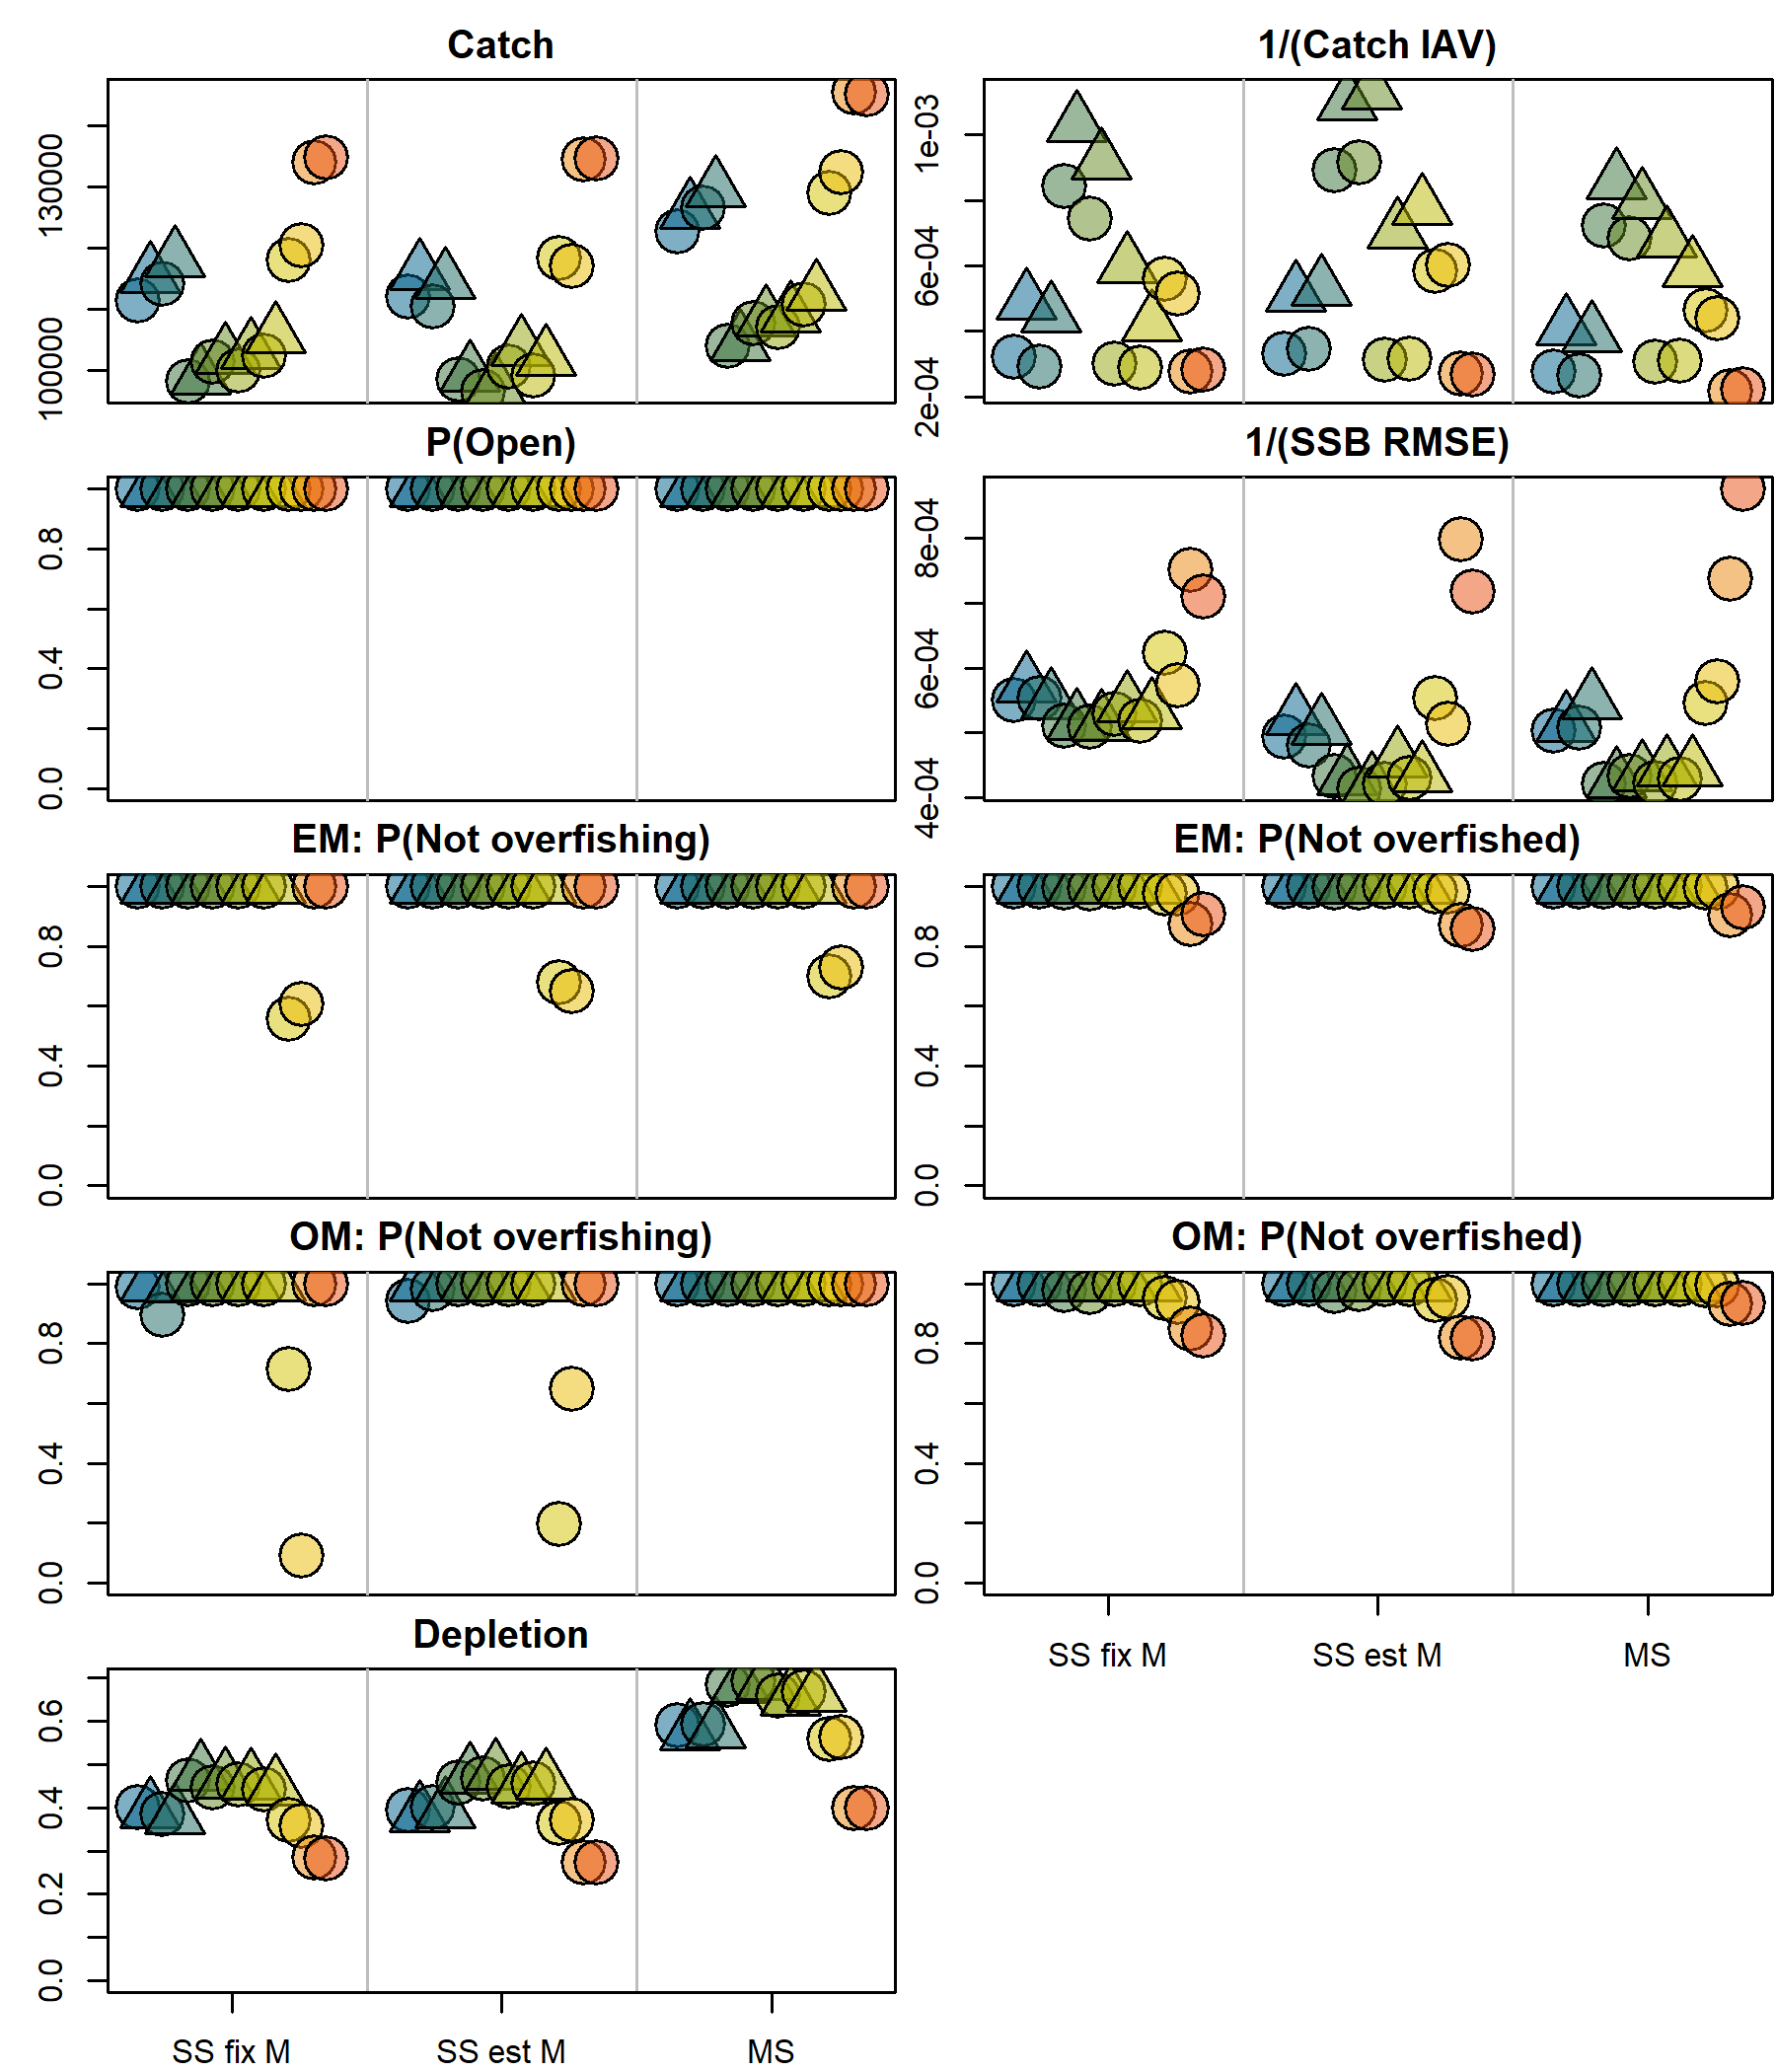 Catch
1/(Catch IAV)
130000
100000
1e-03
6e-04
2e-04
P(Open)
1/(SSB RMSE)
0.8
0.4
0.0
8e-04
6e-04
4e-04
EM: P(Not overfishing)
EM: P(Not overfished)
0.8
0.4
0.0
0.8
0.4
0.0
OM: P(Not overfishing)
OM: P(Not overfished)
0.8
0.4
0.0
0.8
0.4
0.0
SS fix M
SS est M
MS
Depletion
0.6
0.4
0.2
0.0
SS fix M
SS est M
MS